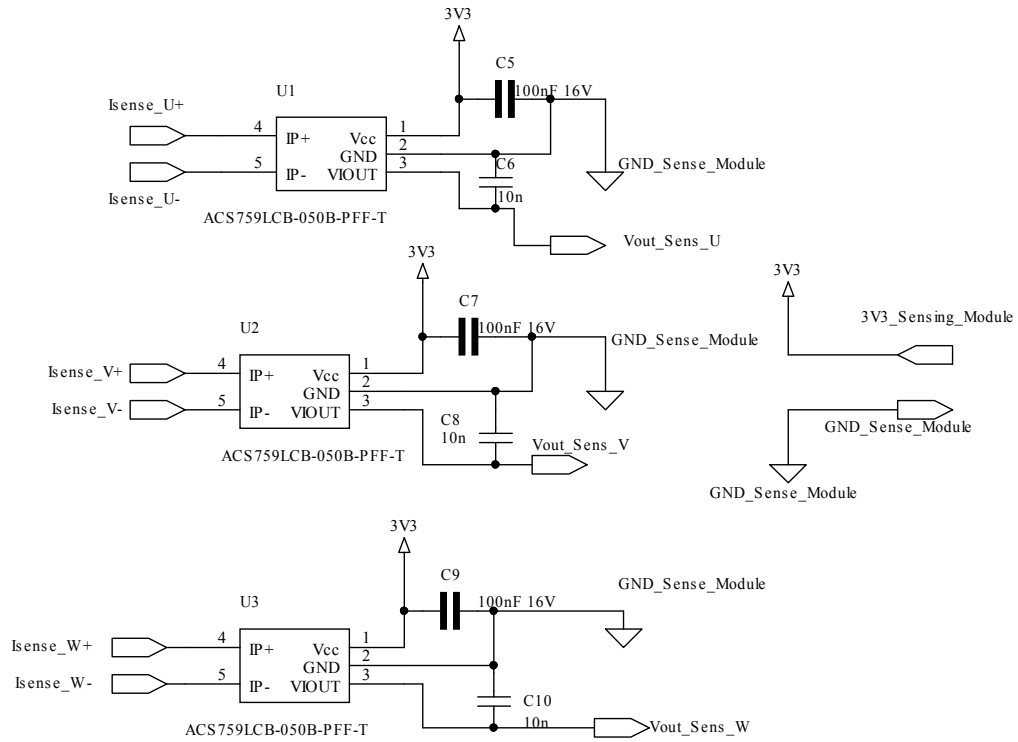 3V3
C5
100nF 16V
U1
Isense_U+
4 IP+ Vcc 1
GND 2
5 IP- VIOUT 3
Isense_U-
C6
10n
GND_Sense_Module
ACS759LCB-050B-PFF-T
Vout_Sens_U
3V3
C7
100nF 16V
U2
GND_Sense_Module
Isense_V+
4 IP+ Vcc 1
GND 2
Isense_V-
5 IP- VIOUT 3
C8
10n
Vout_Sens_V
ACS759LCB-050B-PFF-T
3V3
3V3_Sensing_Module
GND_Sense_Module
GND_Sense_Module
3V3
C9
100nF 16V
GND_Sense_Module
U3
Isense_W+
4 IP+ Vcc 1
GND 2
Isense_W-
5 IP- VIOUT 3
C10
10n
ACS759LCB-050B-PFF-T
Vout_Sens_W